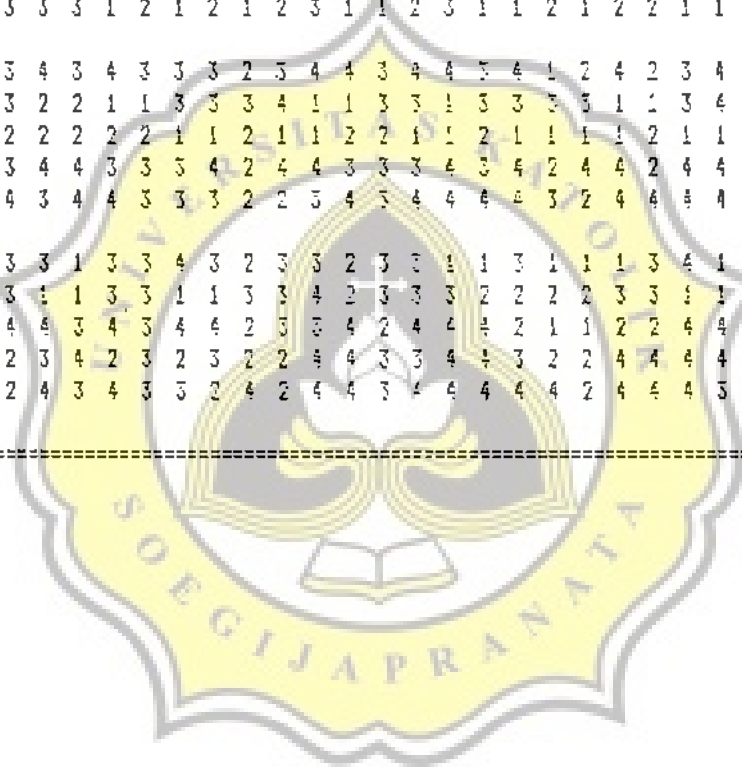 3 3 3 1 2 1 2 1 2 3 1 1 2 3 1 1 2 1 2 2 1 1
3 4 3 4 3 3 3 2 3 4 4 3 4 4 3 4 1 2 4 2 3 4
3 2 2 1 1 3 3 3 4 1 1 3 3 1 3 3 3 3 1 1 3 4
2 2 2 2 2 1 1 2 1 1 2 2 1 1 2 1 1 1 1 2 1 1
3 4 4 3 3 3 4 2 4 4 3 3 3 4 3 4 2 4 4 2 4 4
4 3 4 4 3 3 3 2 2 3 4 3 4 4 4 4 3 2 4 4 4 4
3 3 1 3 3 4 3 2 3 3 2 3 3 1 1 3 1 1 1 3 4 1
3 1 1 3 3 1 1 3 3 4 2 3 3 3 2 2 2 2 3 3 1 1
4 4 3 4 3 4 4 2 3 3 4 2 4 4 4 2 1 1 2 2 4 4
2 3 4 2 3 2 3 2 2 4 4 3 3 4 4 3 2 2 4 4 4 4
2 4 3 4 3 3 2 4 2 4 4 3 4 4 4 4 4 2 4 4 4 3
UNIVERSITAS KATOLIK
SOEGIJAPRANATA